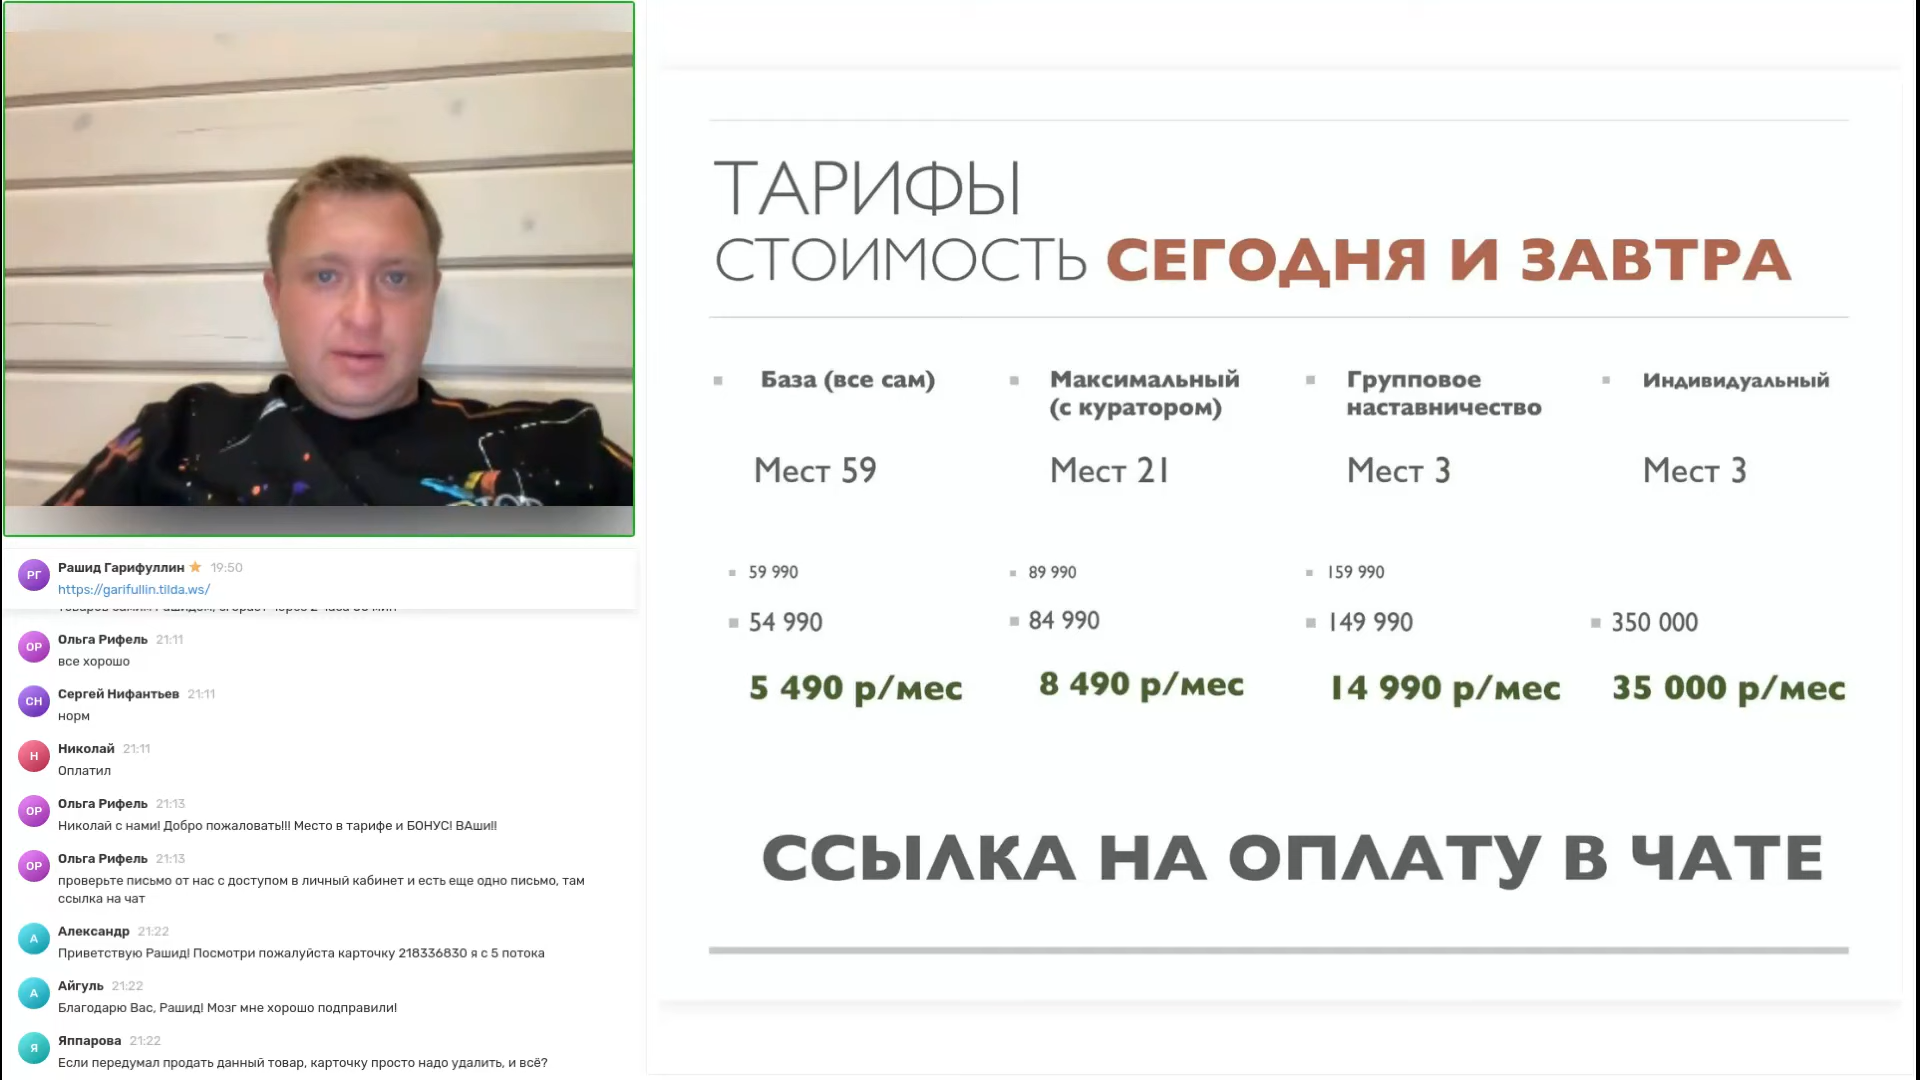 РГ
Рашид Гарифуллин 19:50
https://garifullin.tilda.ws/
ОР
Ольга Рифель 21:11
все хорошо
СН
Сергей Нифантьев 21:11
норм
Н
Николай 21:11
Оплатил
ОР
Ольга Рифель 21:13
Николай с нами! Добро пожаловать!!! Место в тарифе и БОНУС! ВАши!!
ОР
Ольга Рифель 21:13
проверьте письмо от нас с доступом в личный кабинет и есть еще одно письмо, там
ссылка на чат
А
Александр 21:22
Приветствую Рашид! Посмотри пожалуйста карточку 218336830 я с 5 потока
А
Айгуль 21:22
Благодарю Вас, Рашид! Мозг мне хорошо подправили!
Я
Яппарова 21:22
Если передумал продать данный товар, карточку просто надо удалить, и всё?
ТАРИФЫ
СТОИМОСТЬ СЕГОДНЯ И ЗАВТРА
База (все сам)
Мест 59
59 990
54 990
5 490 р/мес
Максимальный
(с куратором)
Мест 21
89 990
84 990
8 490 р/мес
Групповое
наставничество
Мест 3
159 990
149 990
14 990 р/мес
Индивидуальный
Мест 3
350 000
35 000 р/мес
ССЫЛКА НА ОПЛАТУ В ЧАТЕ